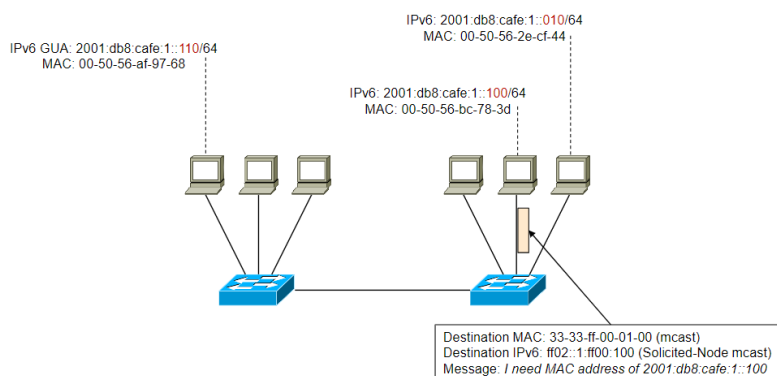 IPv6: 2001:db8:cafe:1::010/64
MAC: 00-50-56-2e-cf-44
IPv6 GUA: 2001:db8:cafe:1::110/64
MAC: 00-50-56-af-97-68
IPv6: 2001:db8:cafe:1::100/64
MAC: 00-50-56-bc-78-3d
Destination MAC: 33-33-ff-00-01-00 (mcast)
Destination IPv6: ff02::1:ff00:100 (Solicited-Node mcast)
Message: I need MAC address of 2001:db8:cafe:1::100